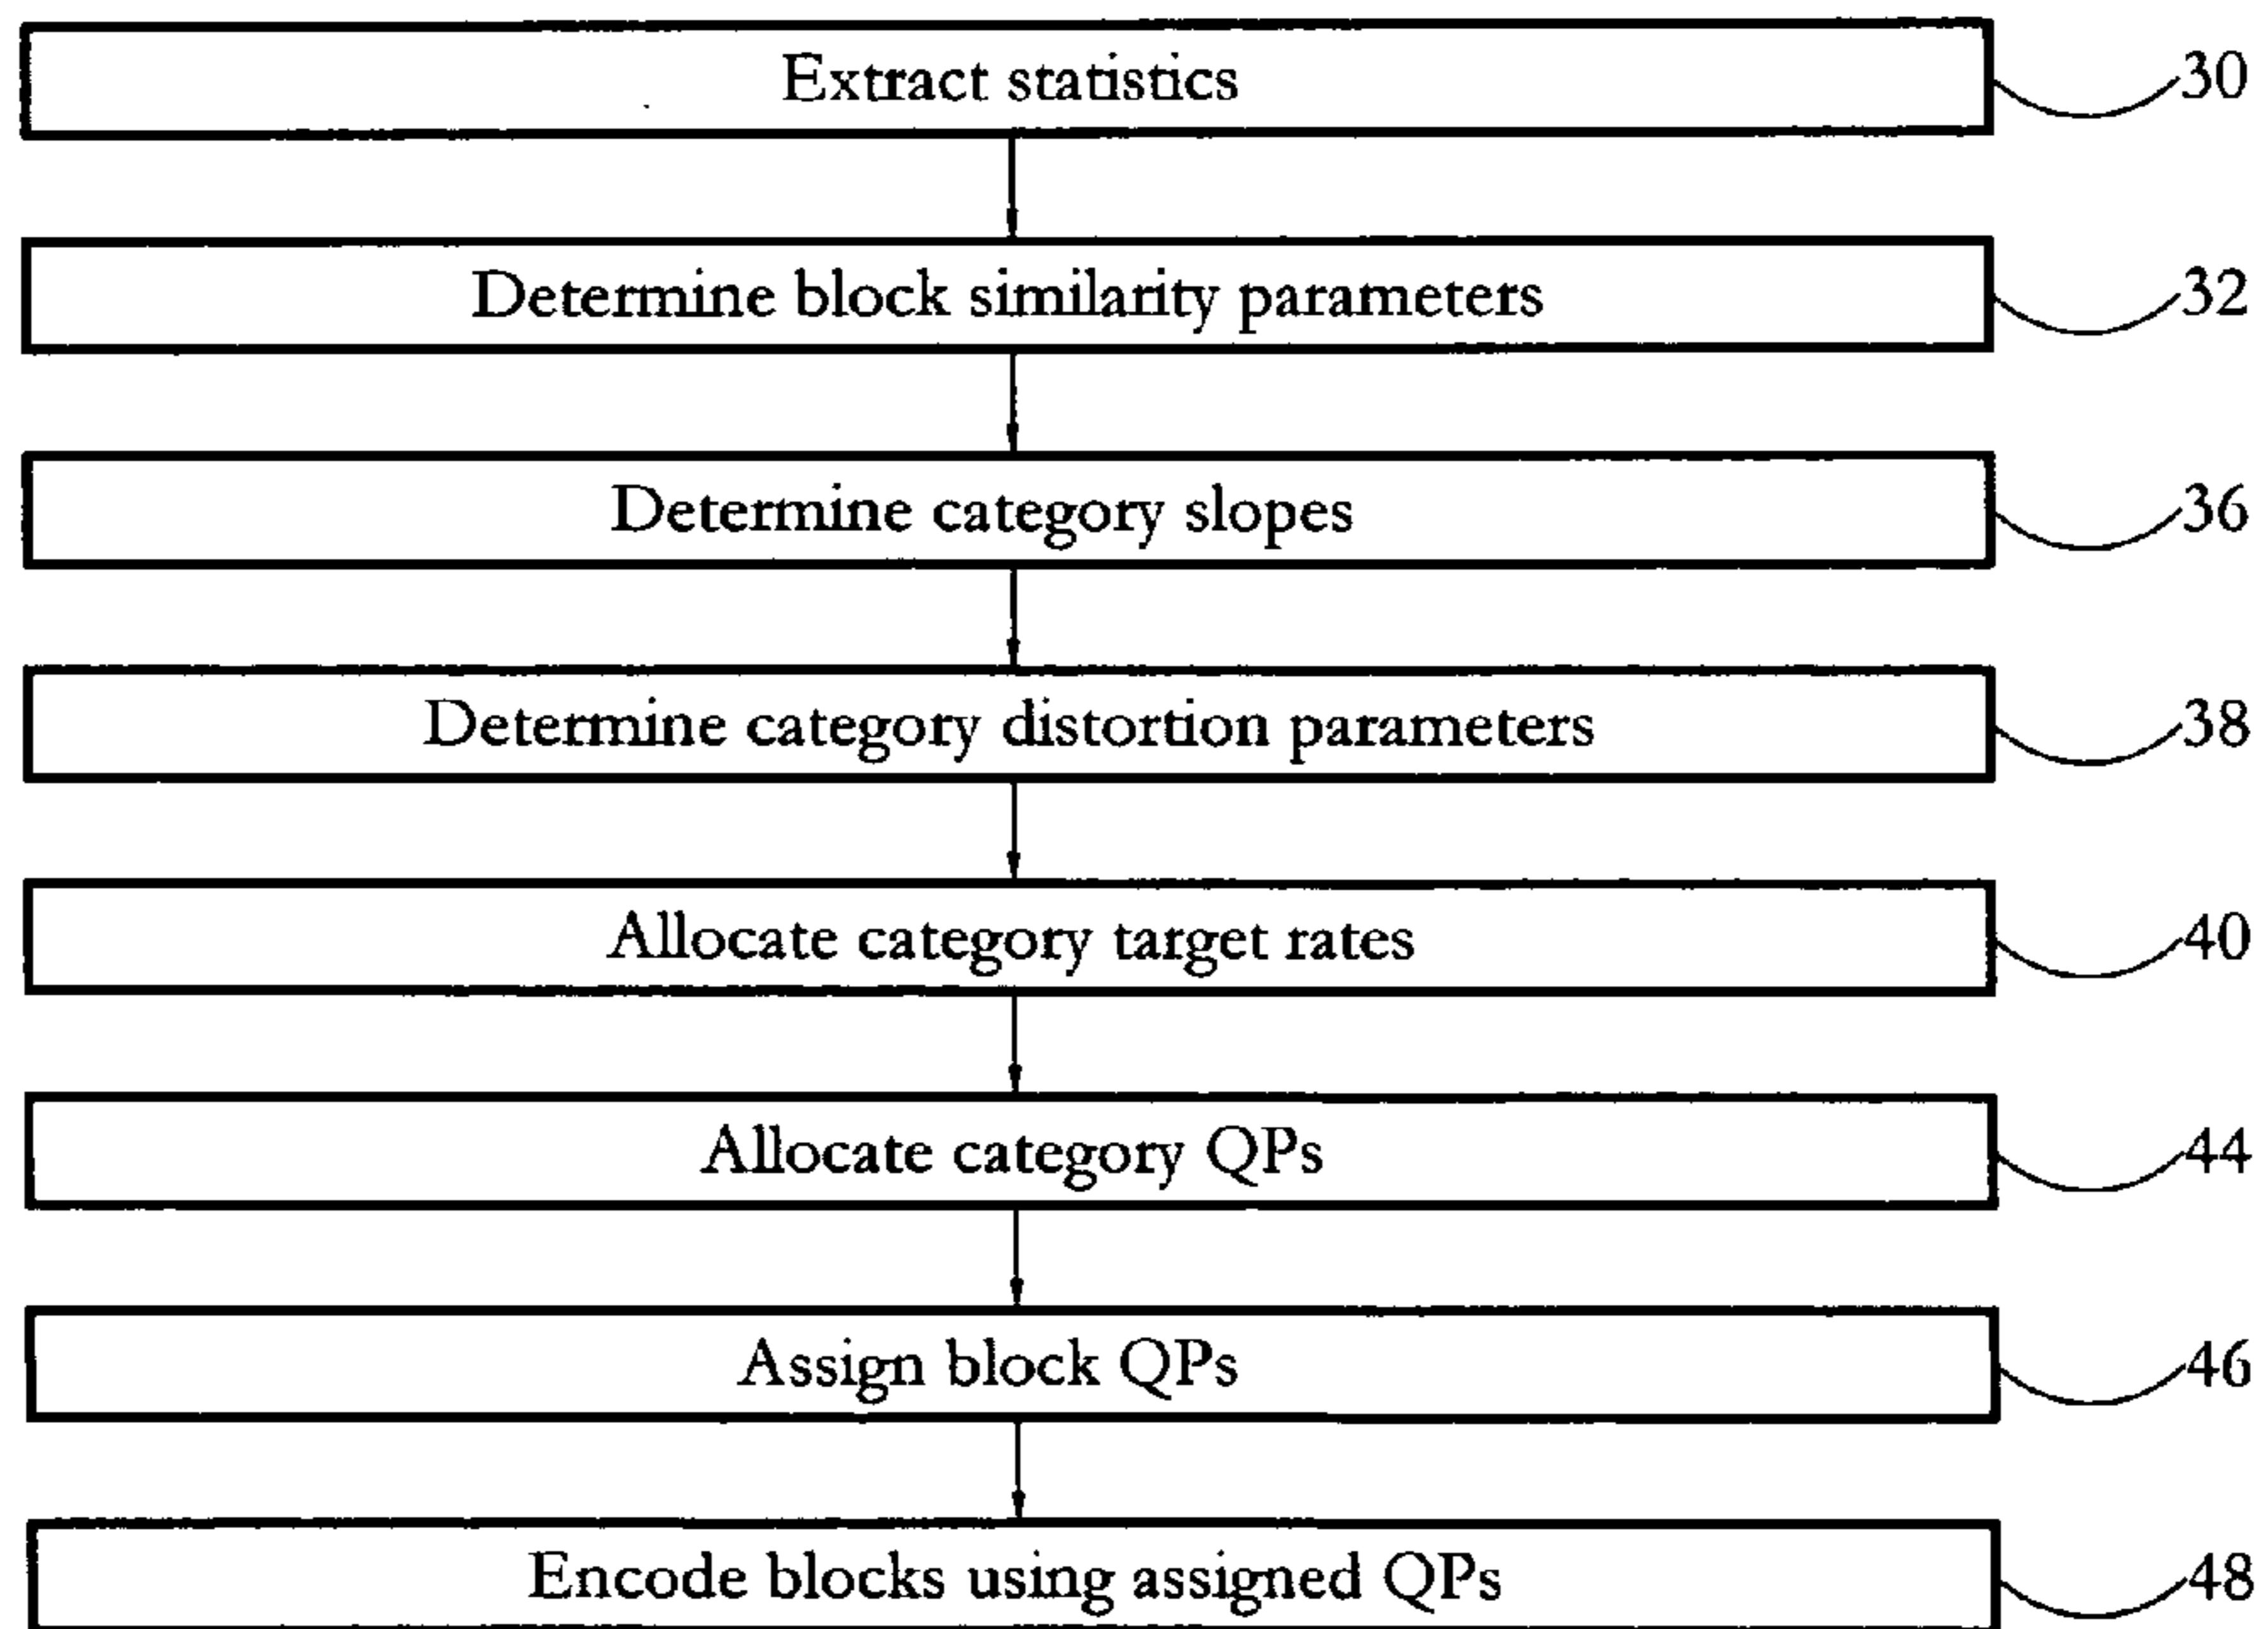 Extract statistics 30
Determine block similarity parameters 32
Determine category slopes 36
Determine category distortion parameters 38
Allocate category target rates 40
Allocate category QPs 44
Assign block QPs 46
Encode blocks using assigned QPs 48